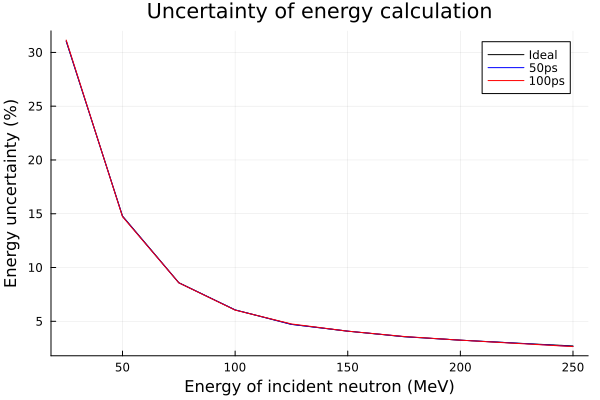 Uncertainty of energy calculation
Energy uncertainty (%)
30
25
20
15
10
5
Ideal
50ps
100ps
50
100
150
200
250
Energy of incident neutron (MeV)